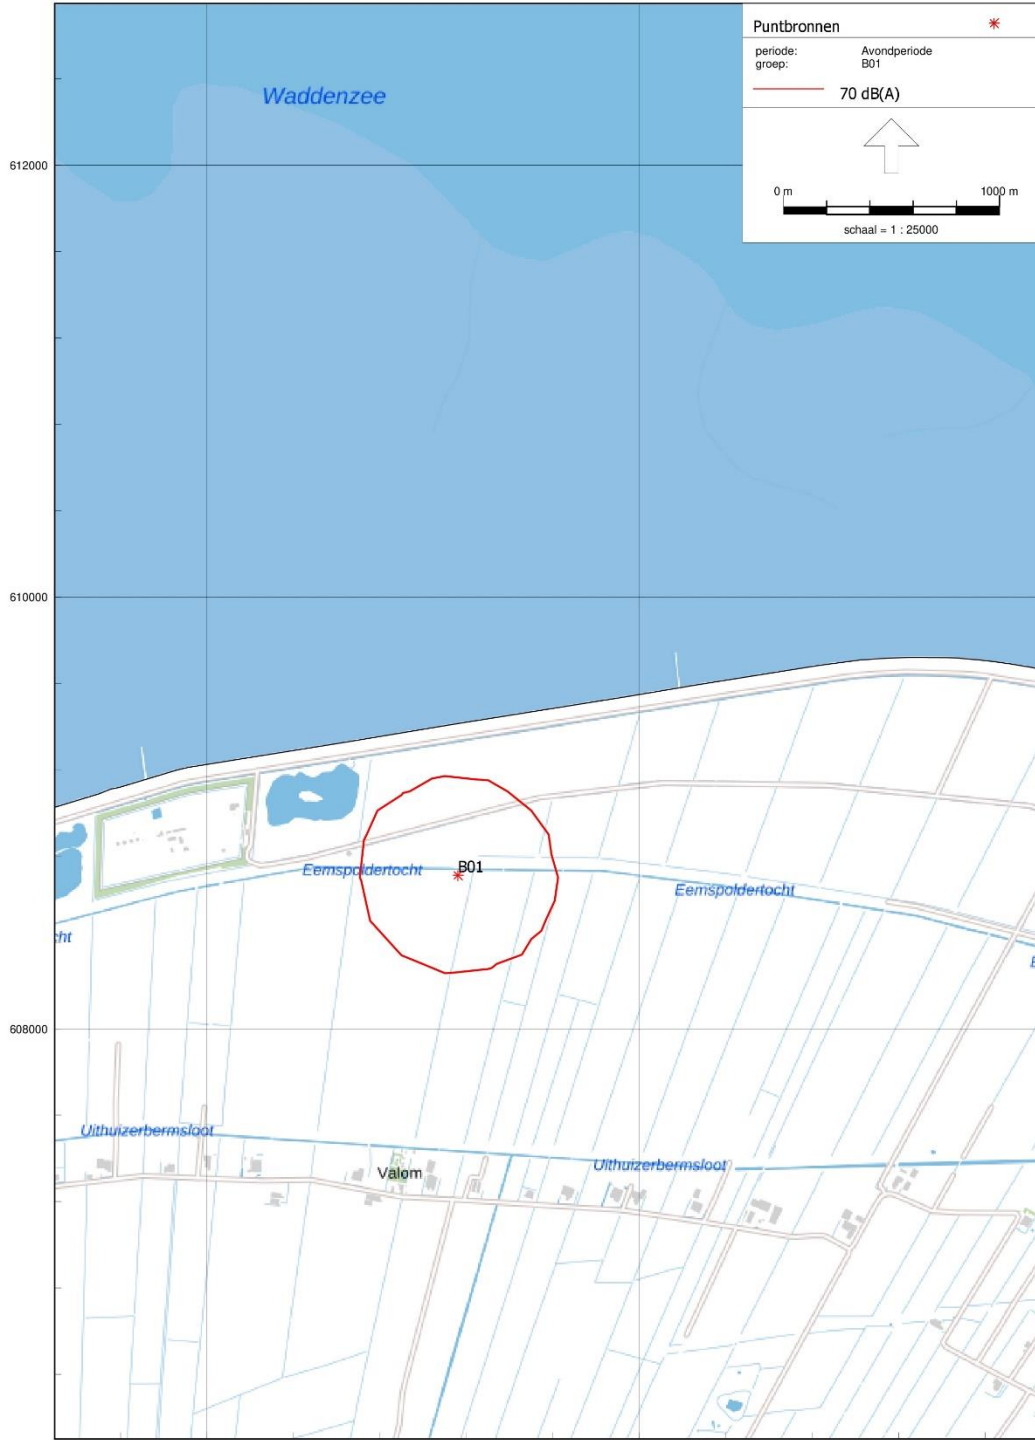 Puntbronnen
periode: Avondperiode
groep: B01
70 dB(A)
0 m 1000 m
schaal = 1 : 25000
Waddenzee
612000
610000
B01
Eemspoldertocht
Eemspoldertocht
cht
E
608000
Uithuizerbermsloot
Uithuizerbermsloot
Valom